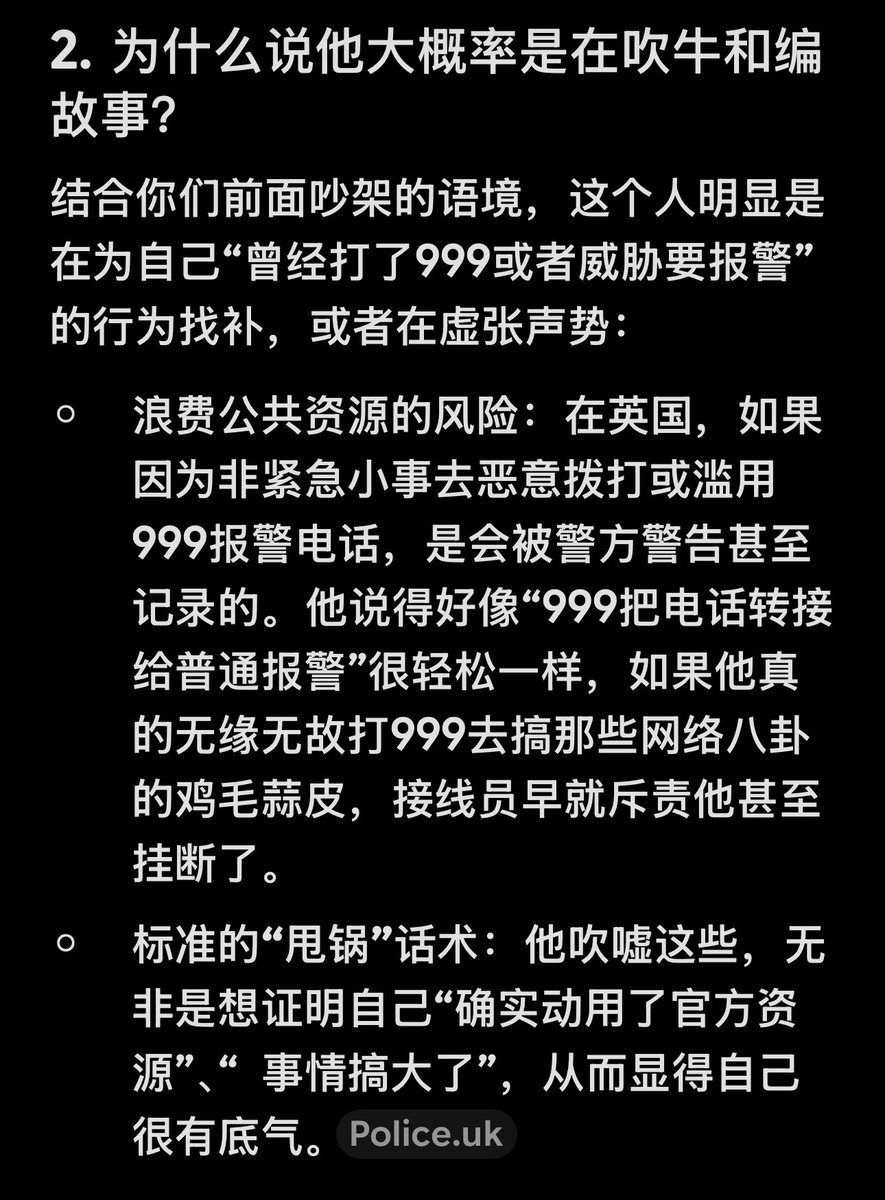 2. 为什么说他大概率是在吹牛和编
故事？
结合你们前面吵架的语境，这个人明显是
在为自己“曾经打了999或者威胁要报警”
的行为找补，或者在虚张声势：
浪费公共资源的风险：在英国，如果
因为非紧急小事去恶意拨打或滥用
999报警电话，是会被警方警告甚至
记录的。他说得好像“999把电话转接
给普通报警”很轻松一样，如果他真
的无缘无故打999去搞那些网络八卦
的鸡毛蒜皮，接线员早就斥责他甚至
挂断了。
标准的“甩锅”话术：他吹嘘这些，无
非是想证明自己“确实动用了官方资
源”、“ 事情搞大了”，从而显得自己
很有底气。 Police.uk